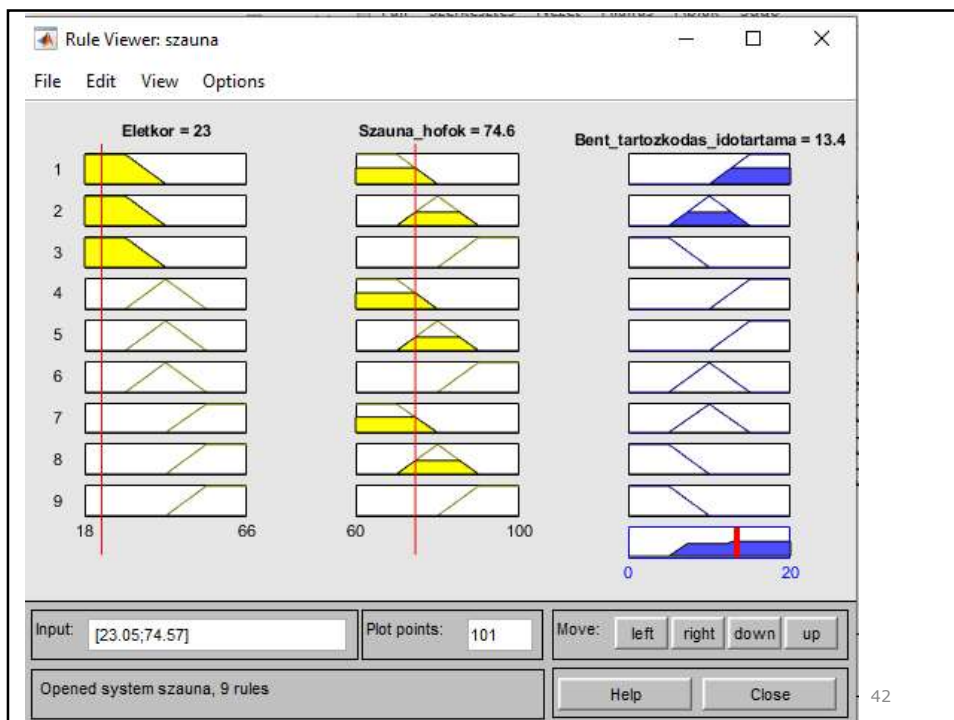 Rule Viewer: szauna
File Edit View Options
Eletkor = 23
Szauna_hofok = 74.6
Bent_tartozkodas_idotartama = 13.4
1
2
3
4
5
6
7
8
9
18 66
60 100
0 20
Input: [23.05;74.57]
Plot points: 101
Move: left right down up
Opened system szauna, 9 rules
Help Close
42